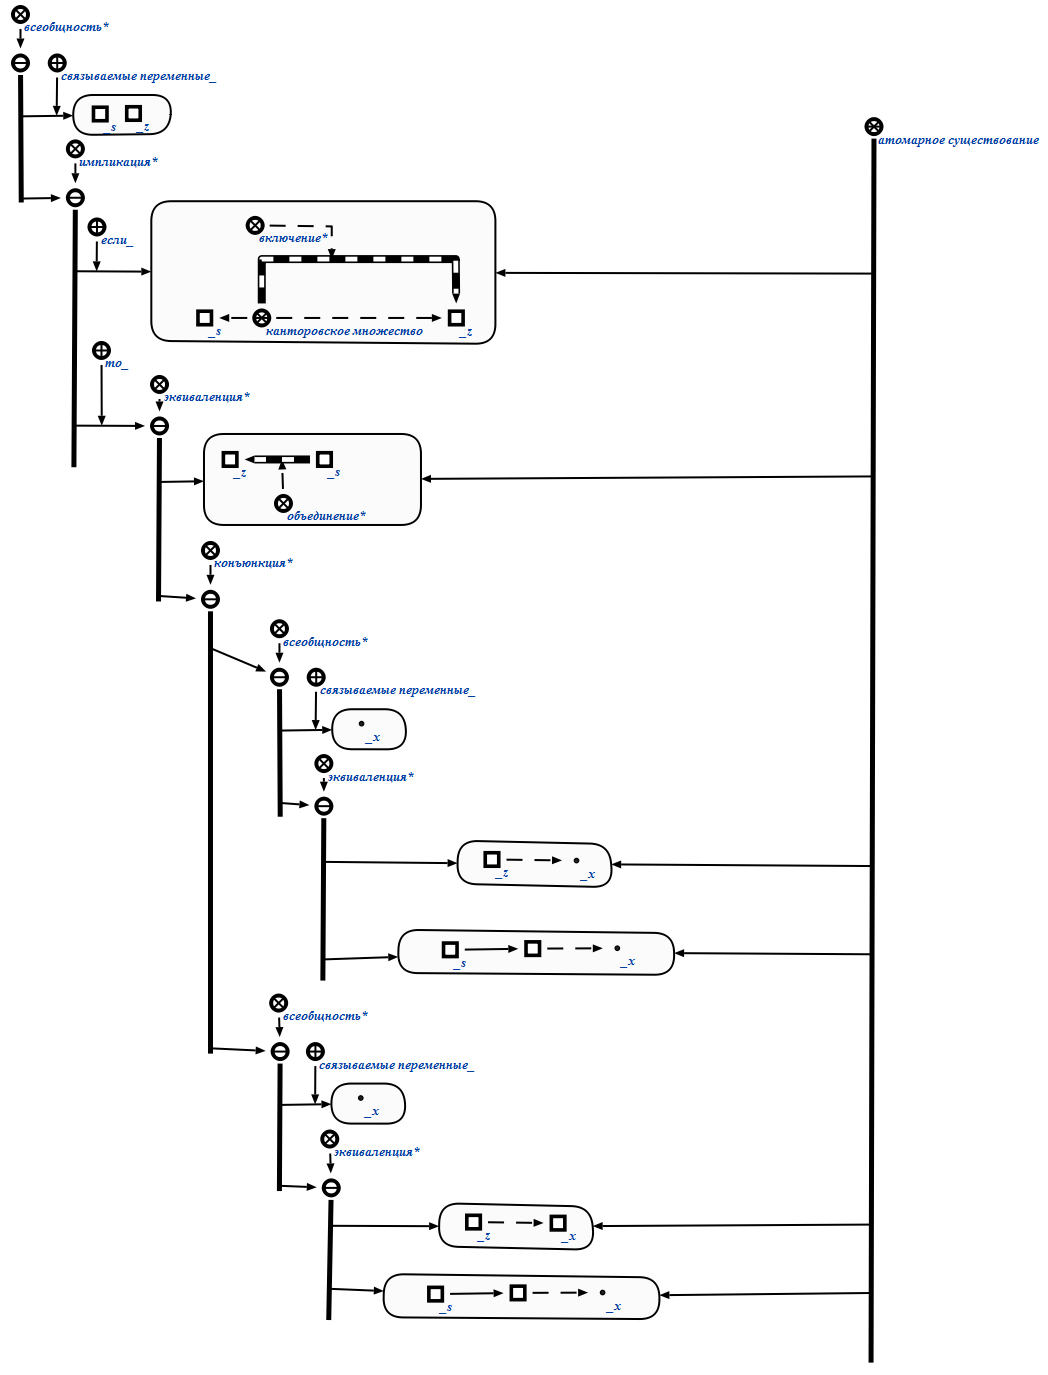 всеобщность*
связываемые переменные_
_s _z
атомарное существование
импликация*
если_
включение*
_s канторовское множество _z
то_
эквиваленция*
_z _s
объединение*
конъюнкция*
всеобщность*
связываемые переменные_
_x
эквиваленция*
_z _x
_s _x
всеобщность*
связываемые переменные_
_x
эквиваленция*
_z _x
_s _x